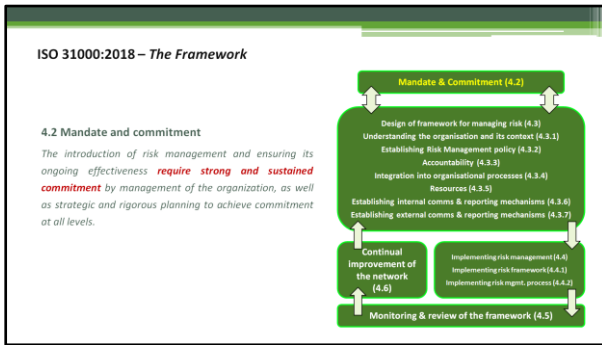 ISO 31000:2018 – The Framework
4.2 Mandate and commitment
The introduction of risk management and ensuring its
ongoing effectiveness require strong and sustained
commitment by management of the organization, as well
as strategic and rigorous planning to achieve commitment
at all levels.
Mandate & Commitment (4.2)
Design of framework for managing risk (4.3)
Understanding the organisation and its context (4.3.1)
Establishing Risk Management policy (4.3.2)
Accountability (4.3.3)
Integration into organisational processes (4.3.4)
Resources (4.3.5)
Establishing internal comms & reporting mechanisms (4.3.6)
Establishing external comms & reporting mechanisms (4.3.7)
Continual
improvement of
the network
(4.6)
Implementing risk management (4.4)
Implementing risk framework (4.4.1)
Implementing risk mgmt. process (4.4.2)
Monitoring & review of the framework (4.5)